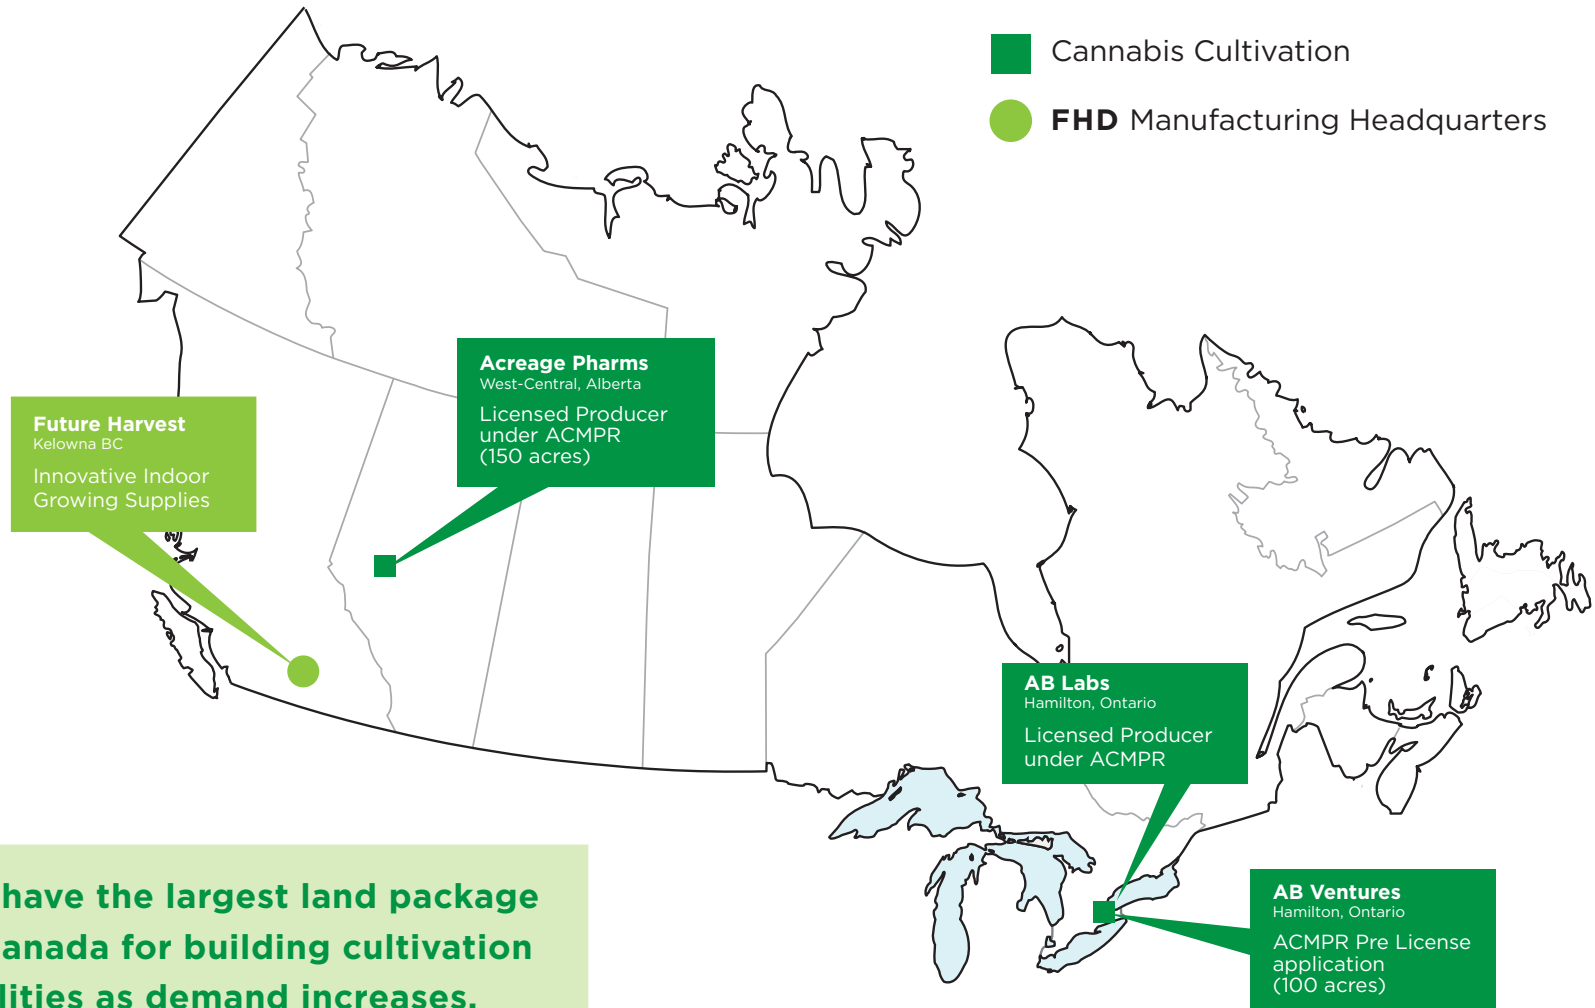 Cannabis Cultivation
FHD Manufacturing Headquarters
Acreage Pharms
West-Central, Alberta
Licensed Producer
under ACMPR
(150 acres)
Future Harvest
Kelowna BC
Innovative Indoor
Growing Supplies
AB Labs
Hamilton, Ontario
Licensed Producer
under ACMPR
AB Ventures
Hamilton, Ontario
ACMPR Pre License
application
(100 acres)
have the largest land package
anada for building cultivation
lities as demand increases.